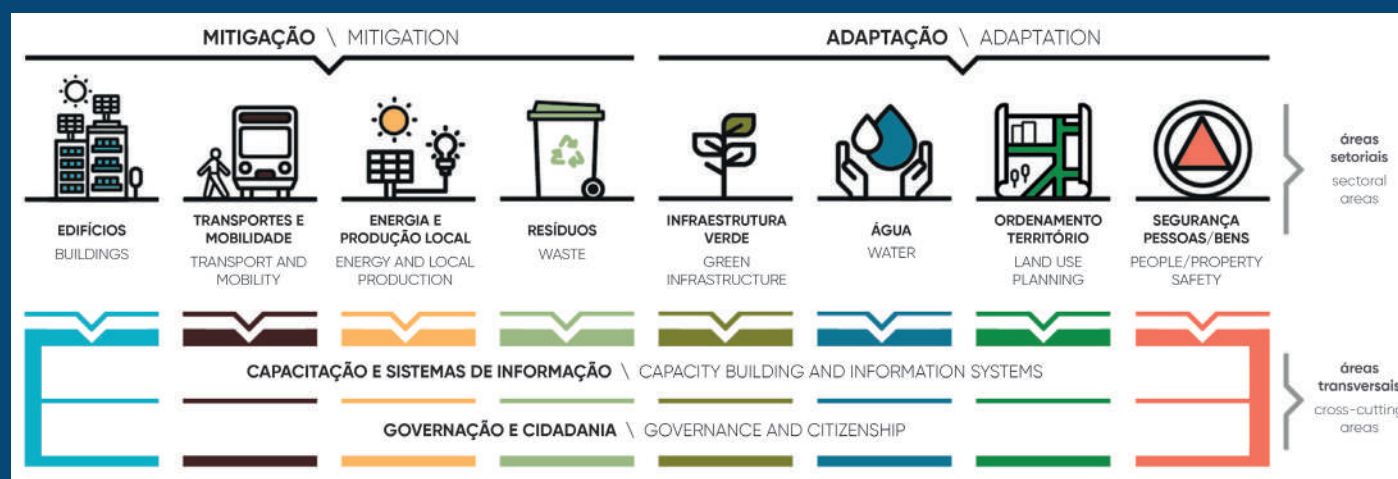 MITIGAÇÃO \ MITIGATION
ADAPTAÇÃO \ ADAPTATION
EDIFÍCIOS
BUILDINGS
TRANSPORTES E
MOBILIDADE
TRANSPORT AND
MOBILITY
ENERGIA E
PRODUÇÃO LOCAL
ENERGY AND LOCAL
PRODUCTION
RESÍDUOS
WASTE
INFRAESTRUTURA
VERDE
GREEN
INFRASTRUCTURE
ÁGUA
WATER
ORDENAMENTO
TERRITÓRIO
LAND USE
PLANNING
SEGURANÇA
PESSOAS/BENS
PEOPLE/PROPERTY
SAFETY
áreas
setoriais
sectoral
areas
CAPACITAÇÃO E SISTEMAS DE INFORMAÇÃO \ CAPACITY BUILDING AND INFORMATION SYSTEMS
GOVERNAÇÃO E CIDADANIA \ GOVERNANCE AND CITIZENSHIP
áreas
transversais
cross-cutting
areas